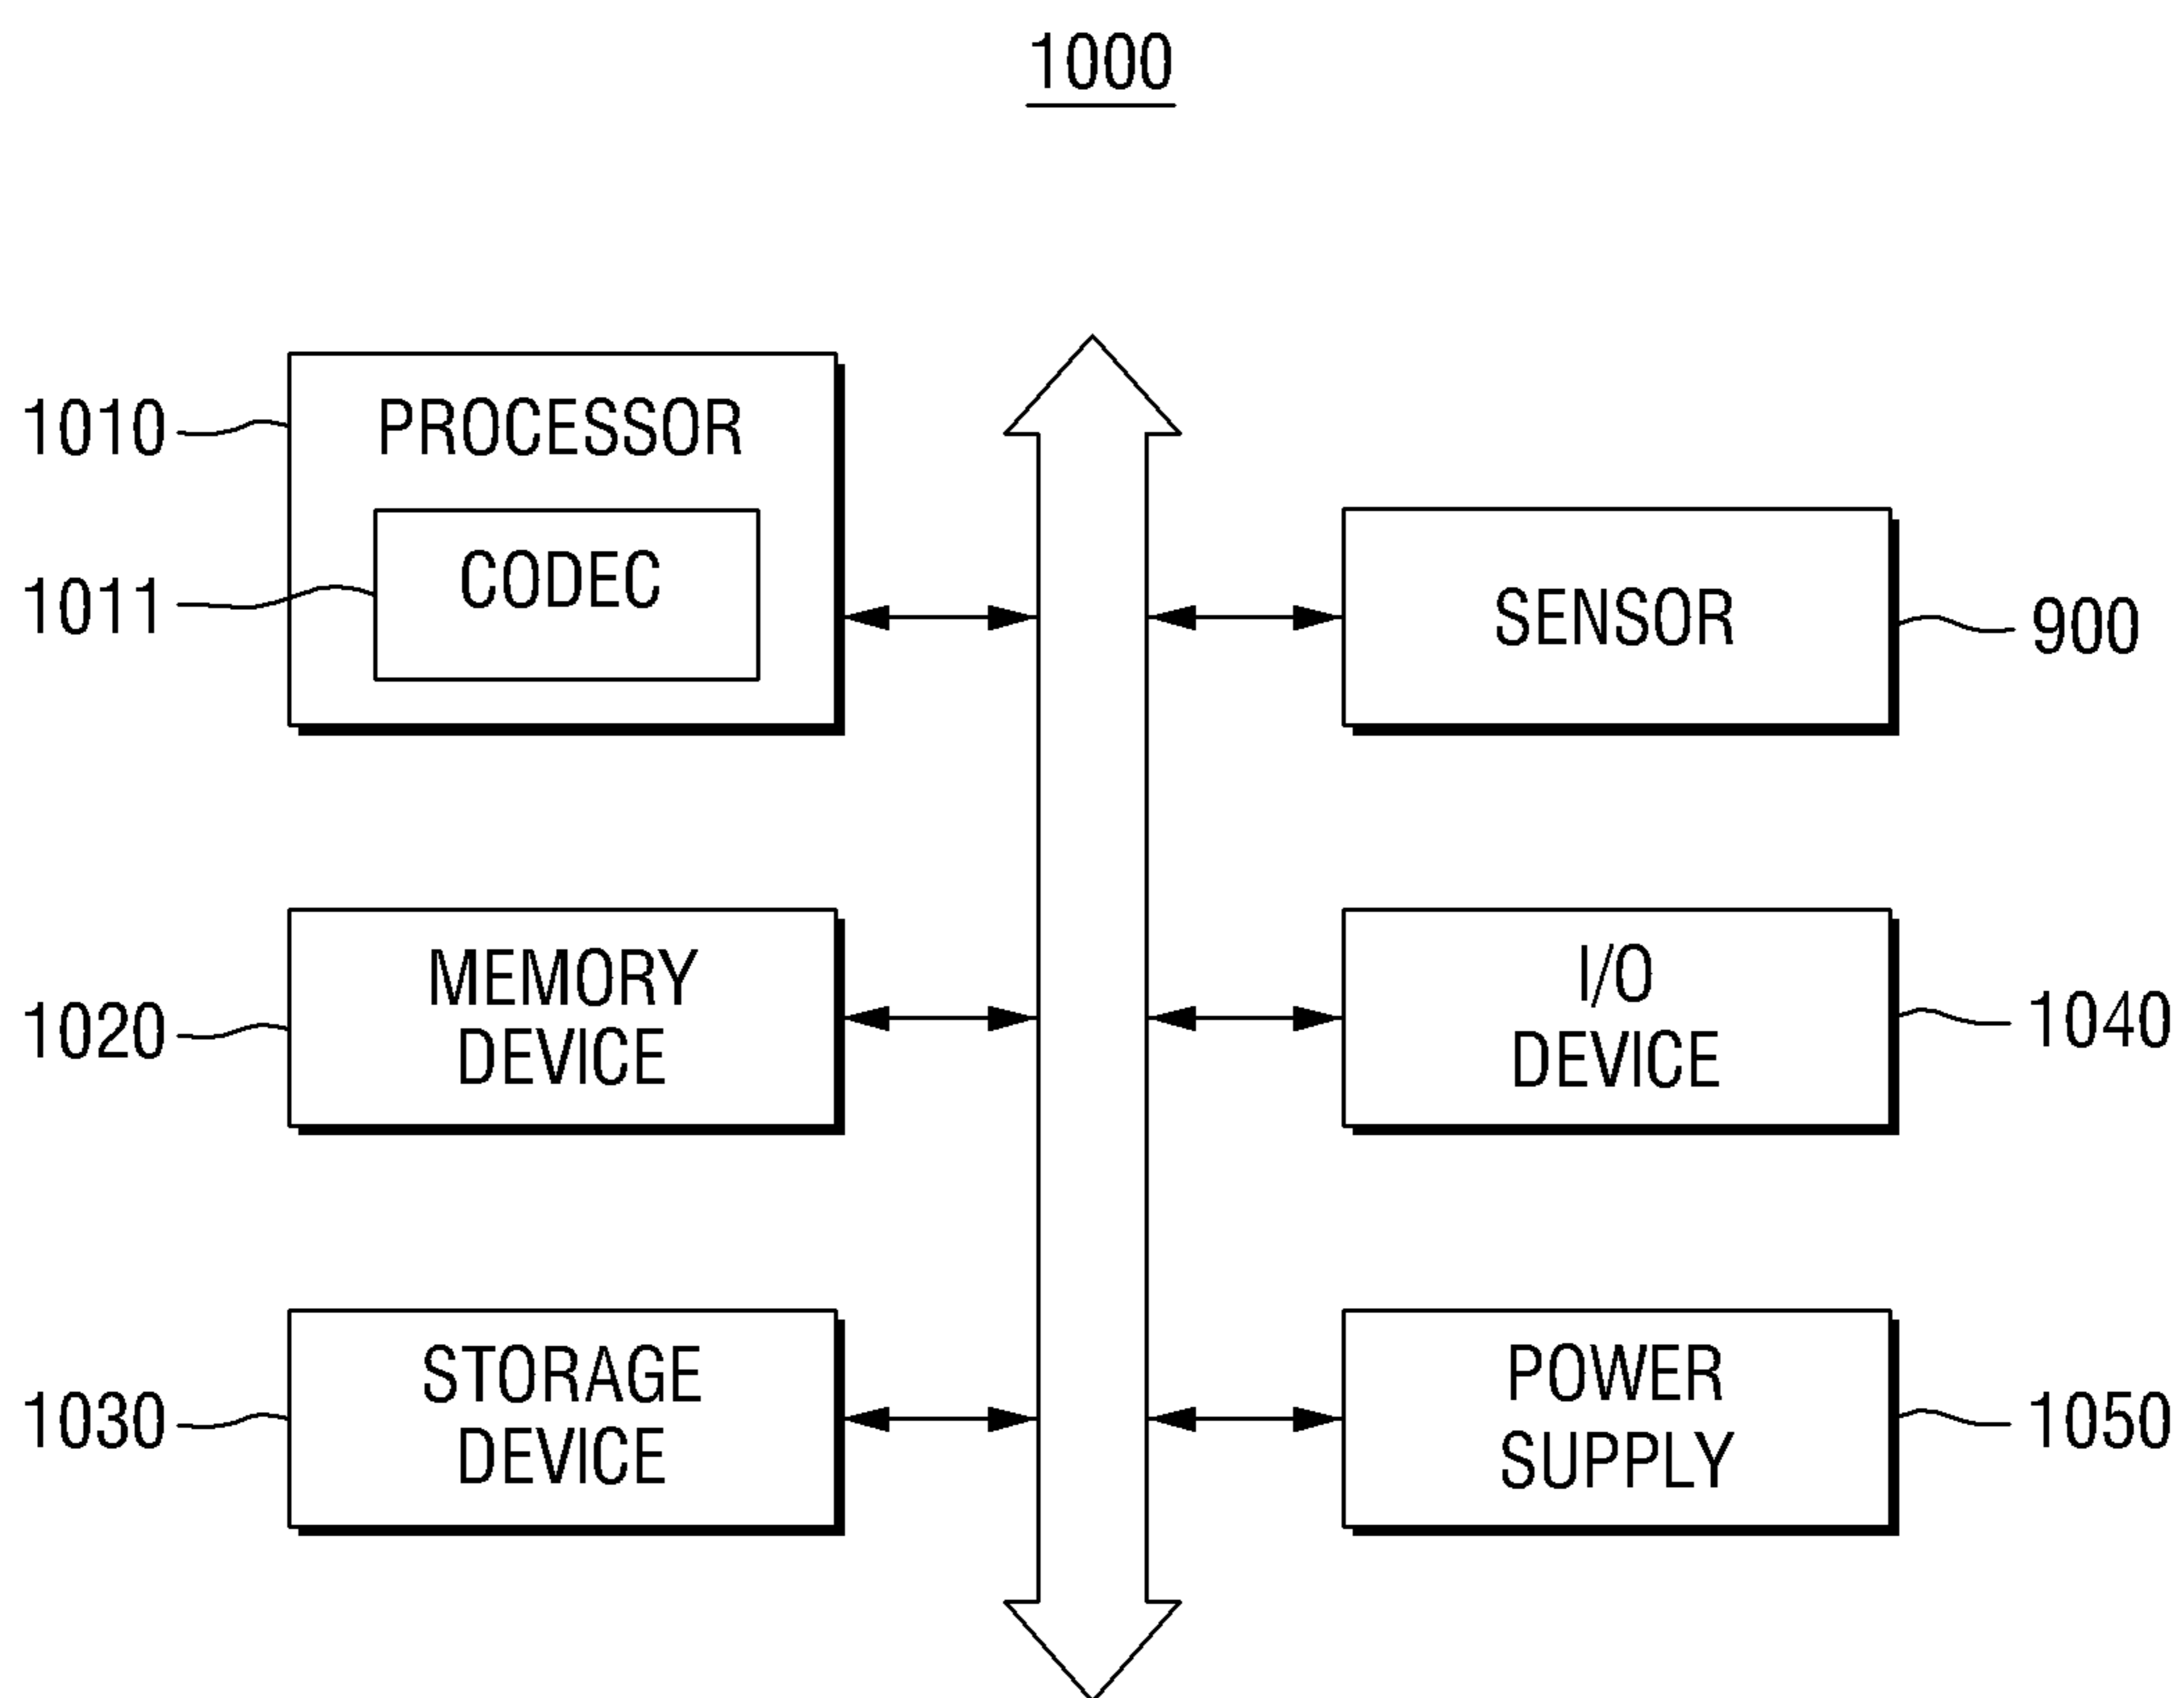 1000
1010
PROCESSOR
1011
CODEC
SENSOR
900
1020
MEMORY
DEVICE
I/O
DEVICE
1040
1030
STORAGE
DEVICE
POWER
SUPPLY
1050